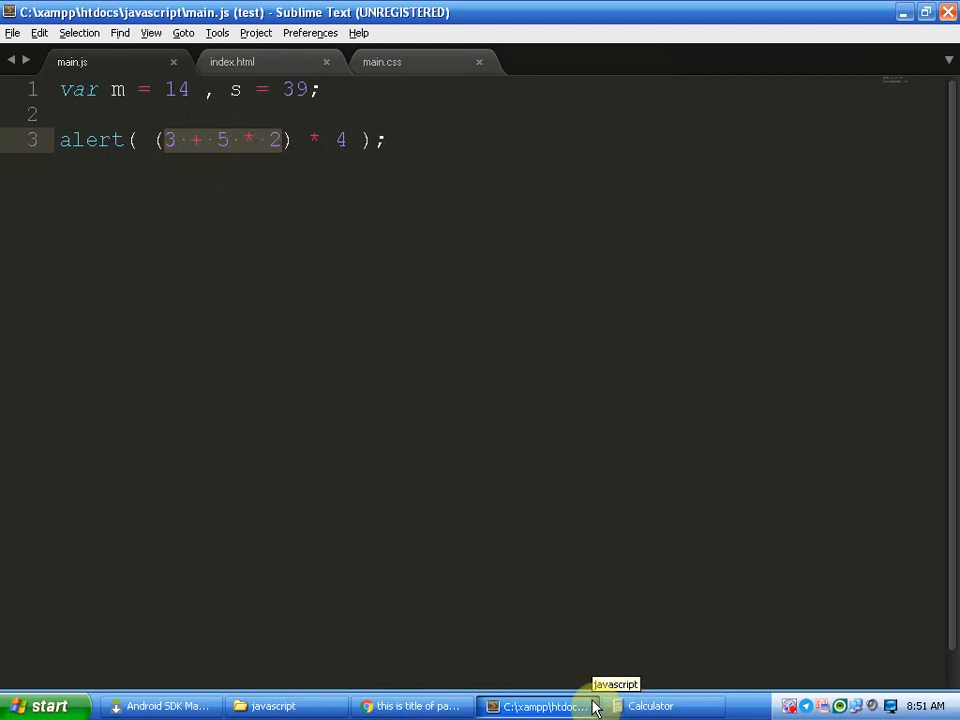 C:\xampp\htdocs\javascript\main.js (test) - Sublime Text (UNREGISTERED)
File Edit Selection Find View Goto Tools Project Preferences Help
main.js index.html main.css
1 var m = 14 , s = 39;
2
3 alert( (3 + 5 * 2) * 4 );
javascript
start Android SDK Ma... javascript this is title of pa... C:\xampp\htdoc... Calculator 8:51 AM